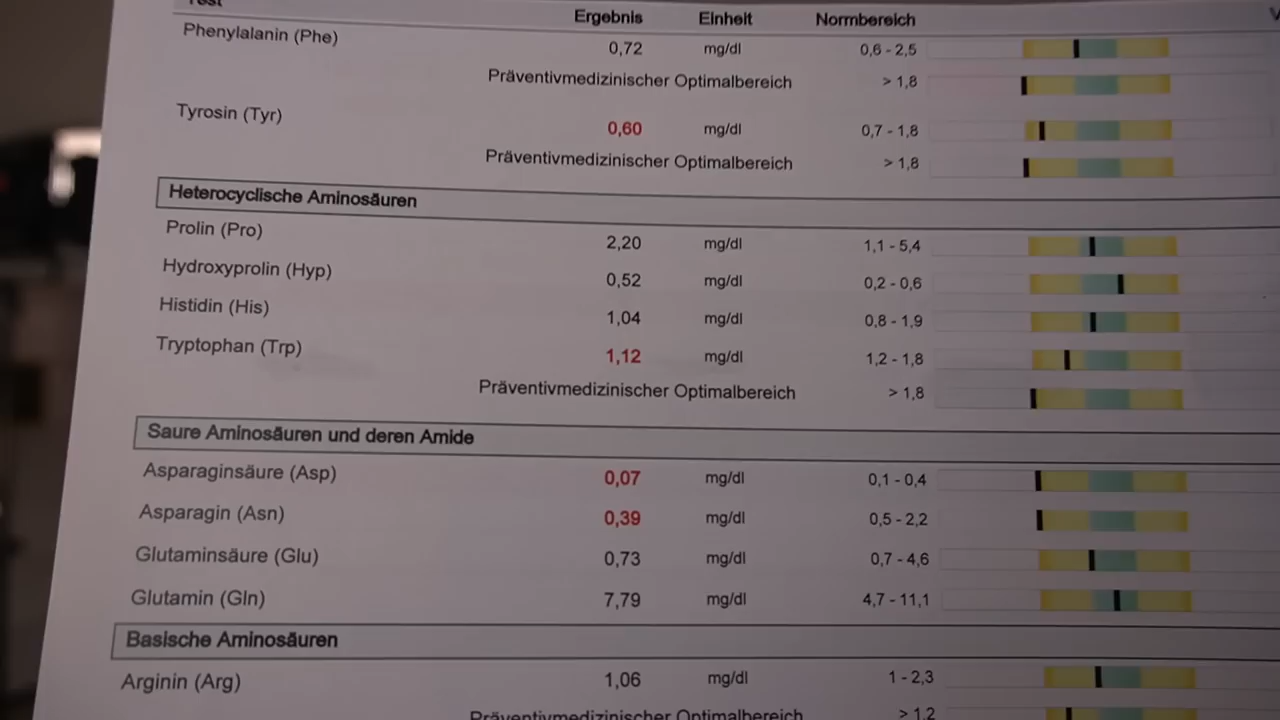 Test Ergebnis Einheit Normbereich
Phenylalanin (Phe) 0,72 mg/dl 0,6 - 2,5
Präventivmedizinischer Optimalbereich > 1,8
Tyrosin (Tyr) 0,60 mg/dl 0,7 - 1,8
Präventivmedizinischer Optimalbereich > 1,8
Heterocyclische Aminosäuren
Prolin (Pro) 2,20 mg/dl 1,1 - 5,4
Hydroxyprolin (Hyp) 0,52 mg/dl 0,2 - 0,6
Histidin (His) 1,04 mg/dl 0,8 - 1,9
Tryptophan (Trp) 1,12 mg/dl 1,2 - 1,8
Präventivmedizinischer Optimalbereich > 1,8
Saure Aminosäuren und deren Amide
Asparaginsäure (Asp) 0,07 mg/dl 0,1 - 0,4
Asparagin (Asn) 0,39 mg/dl 0,5 - 2,2
Glutaminsäure (Glu) 0,73 mg/dl 0,7 - 4,6
Glutamin (Gln) 7,79 mg/dl 4,7 - 11,1
Basische Aminosäuren
Arginin (Arg) 1,06 mg/dl 1 - 2,3
Präventivmedizinischer Optimalbereich > 1,2